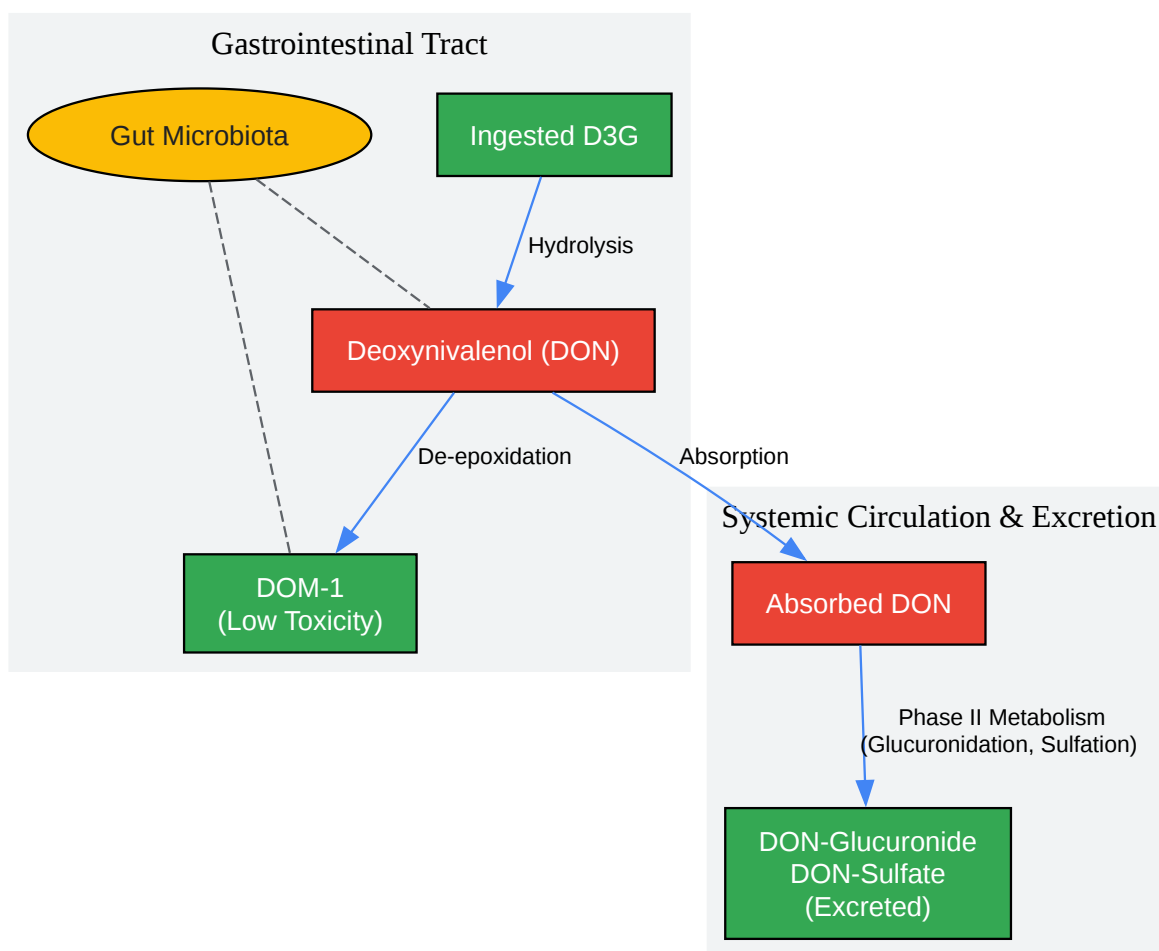 Gastrointestinal Tract
Gut Microbiota
Ingested D3G
Hydrolysis
Deoxynivalenol (DON)
De-epoxidation
Absorption
DOM-1
(Low Toxicity)
Systemic Circulation & Excretion
Absorbed DON
Phase II Metabolism
(Glucuronidation, Sulfation)
DON-Glucuronide
DON-Sulfate
(Excreted)